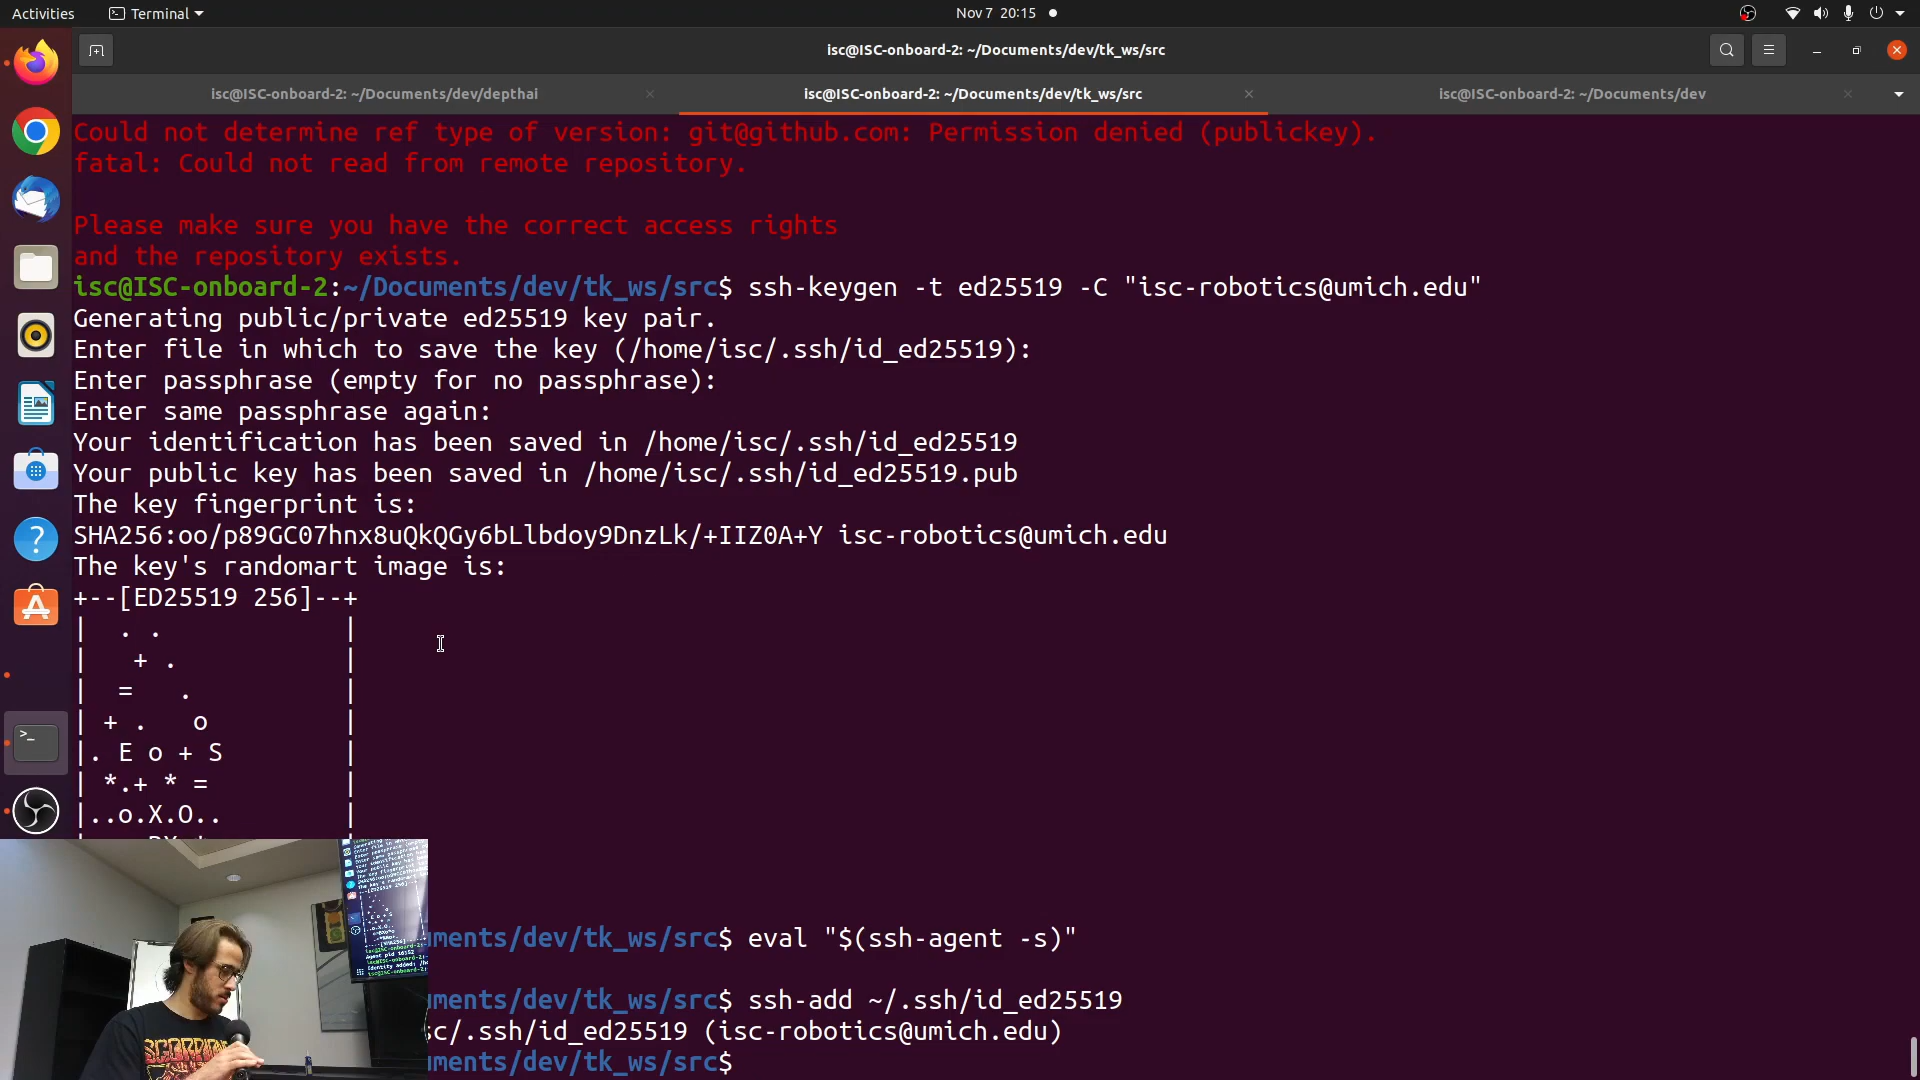 Activities
Terminal
Nov 7 20:15
isc@ISC-onboard-2: ~/Documents/dev/tk_ws/src
isc@ISC-onboard-2: ~/Documents/dev/depthai
isc@ISC-onboard-2: ~/Documents/dev/tk_ws/src
isc@ISC-onboard-2: ~/Documents/dev
Could not determine ref type of version: git@github.com: Permission denied (publickey).
fatal: Could not read from remote repository.
Please make sure you have the correct access rights
and the repository exists.
isc@ISC-onboard-2:~/Documents/dev/tk_ws/src$ ssh-keygen -t ed25519 -C "isc-robotics@umich.edu"
Generating public/private ed25519 key pair.
Enter file in which to save the key (/home/isc/.ssh/id_ed25519):
Enter passphrase (empty for no passphrase):
Enter same passphrase again:
Your identification has been saved in /home/isc/.ssh/id_ed25519
Your public key has been saved in /home/isc/.ssh/id_ed25519.pub
The key fingerprint is:
SHA256:oo/p89GC07hnx8uQkQGy6bLlbdoy9DnzLk/+IIZ0A+Y isc-robotics@umich.edu
The key's randomart image is:
+--[ED25519 256]--+
|  . .            |
|   + .           |
|  =   .          |
| + .   o         |
|. E o + S        |
| *.+ * =         |
|..o.X.O..        |
uments/dev/tk_ws/src$ eval "$(ssh-agent -s)"
uments/dev/tk_ws/src$ ssh-add ~/.ssh/id_ed25519
sc/.ssh/id_ed25519 (isc-robotics@umich.edu)
uments/dev/tk_ws/src$
SCORPIONS